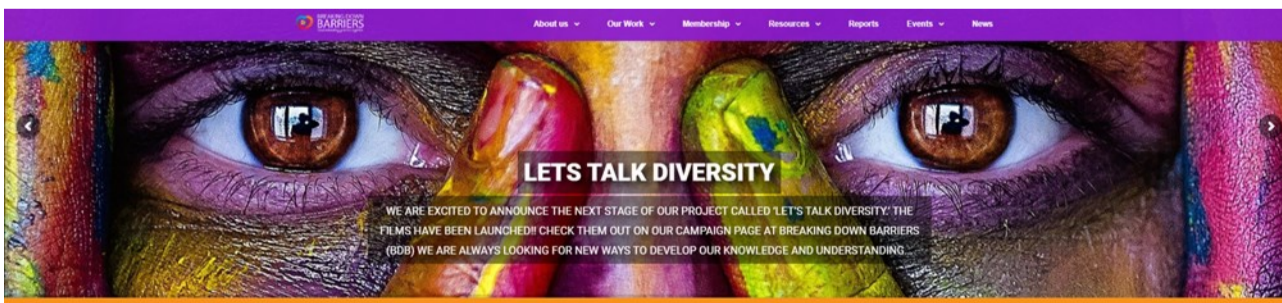 BREAKING DOWN
BARRIERS
About us
Our Work
Membership
Resources
Reports
Events
News
LETS TALK DIVERSITY
WE ARE EXCITED TO ANNOUNCE THE NEXT STAGE OF OUR PROJECT CALLED 'LET'S TALK DIVERSITY.' THE
FILMS HAVE BEEN LAUNCHED!! CHECK THEM OUT ON OUR CAMPAIGN PAGE AT BREAKING DOWN BARRIERS
(BDB) WE ARE ALWAYS LOOKING FOR NEW WAYS TO DEVELOP OUR KNOWLEDGE AND UNDERSTANDING...